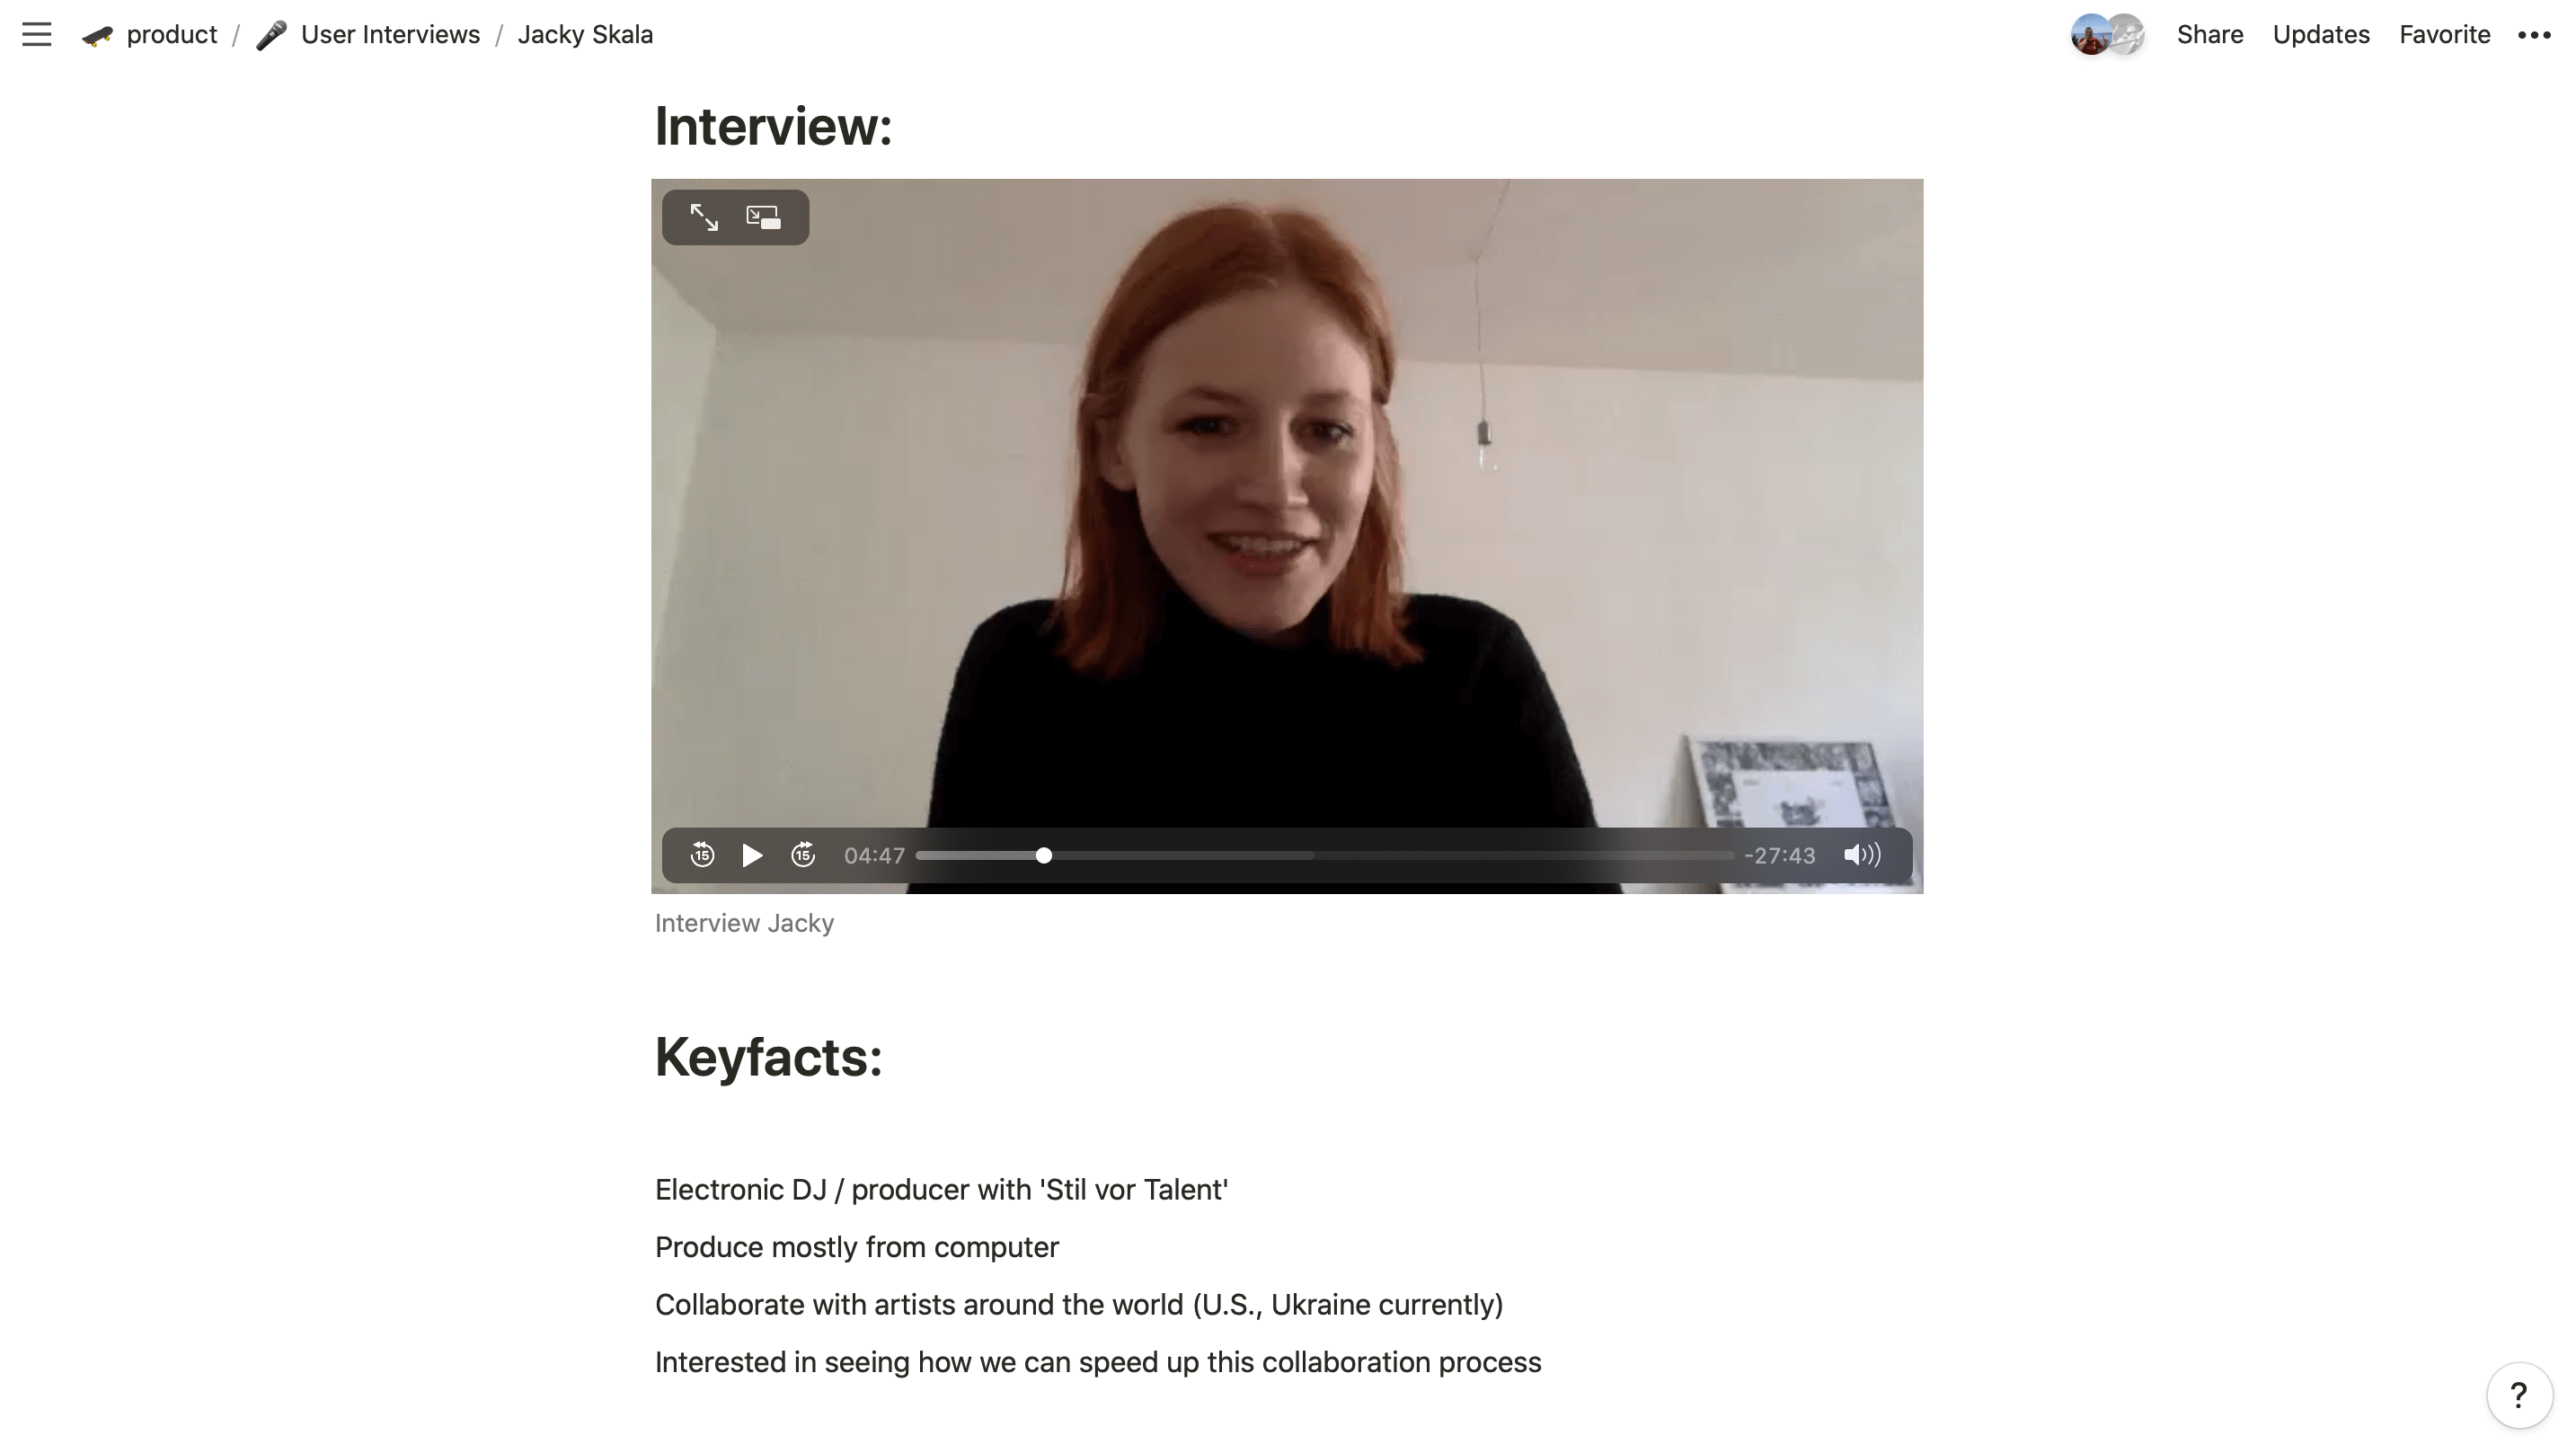 product / User Interviews / Jacky Skala
Share Updates Favorite
Interview:
15 15 04:47 -27:43
Interview Jacky
Keyfacts:
Electronic DJ / producer with 'Stil vor Talent'
Produce mostly from computer
Collaborate with artists around the world (U.S., Ukraine currently)
Interested in seeing how we can speed up this collaboration process
?